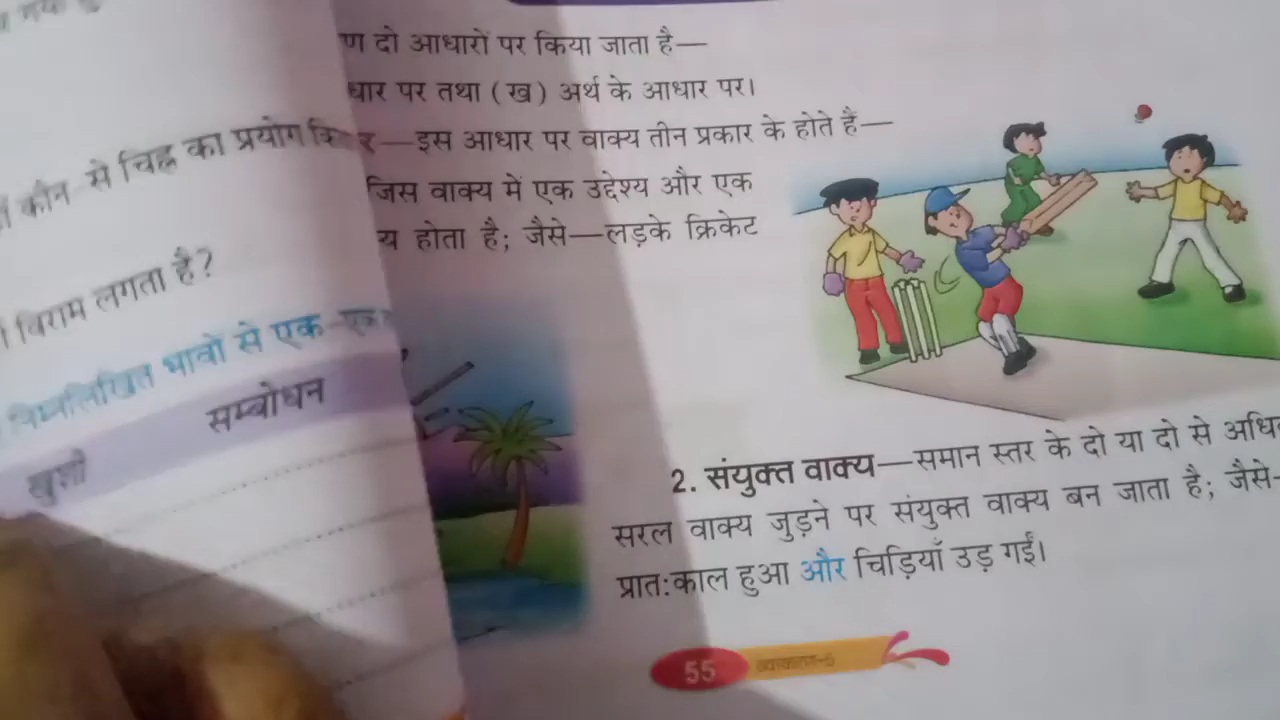 कौन-से चिह्न का प्रयोग
विराम लगता है?
निम्नलिखित भावों से एक-एक
सम्बोधन
खुशी
ण दो आधारों पर किया जाता है—
धार पर तथा (ख) अर्थ के आधार पर।
र—इस आधार पर वाक्य तीन प्रकार के होते हैं—
जिस वाक्य में एक उद्देश्य और एक
य होता है; जैसे—लड़के क्रिकेट
2. संयुक्त वाक्य—समान स्तर के दो या दो से
सरल वाक्य जुड़ने पर संयुक्त वाक्य बन जाता है; जैसे-
प्रात:काल हुआ और चिड़ियाँ उड़ गईं।
55